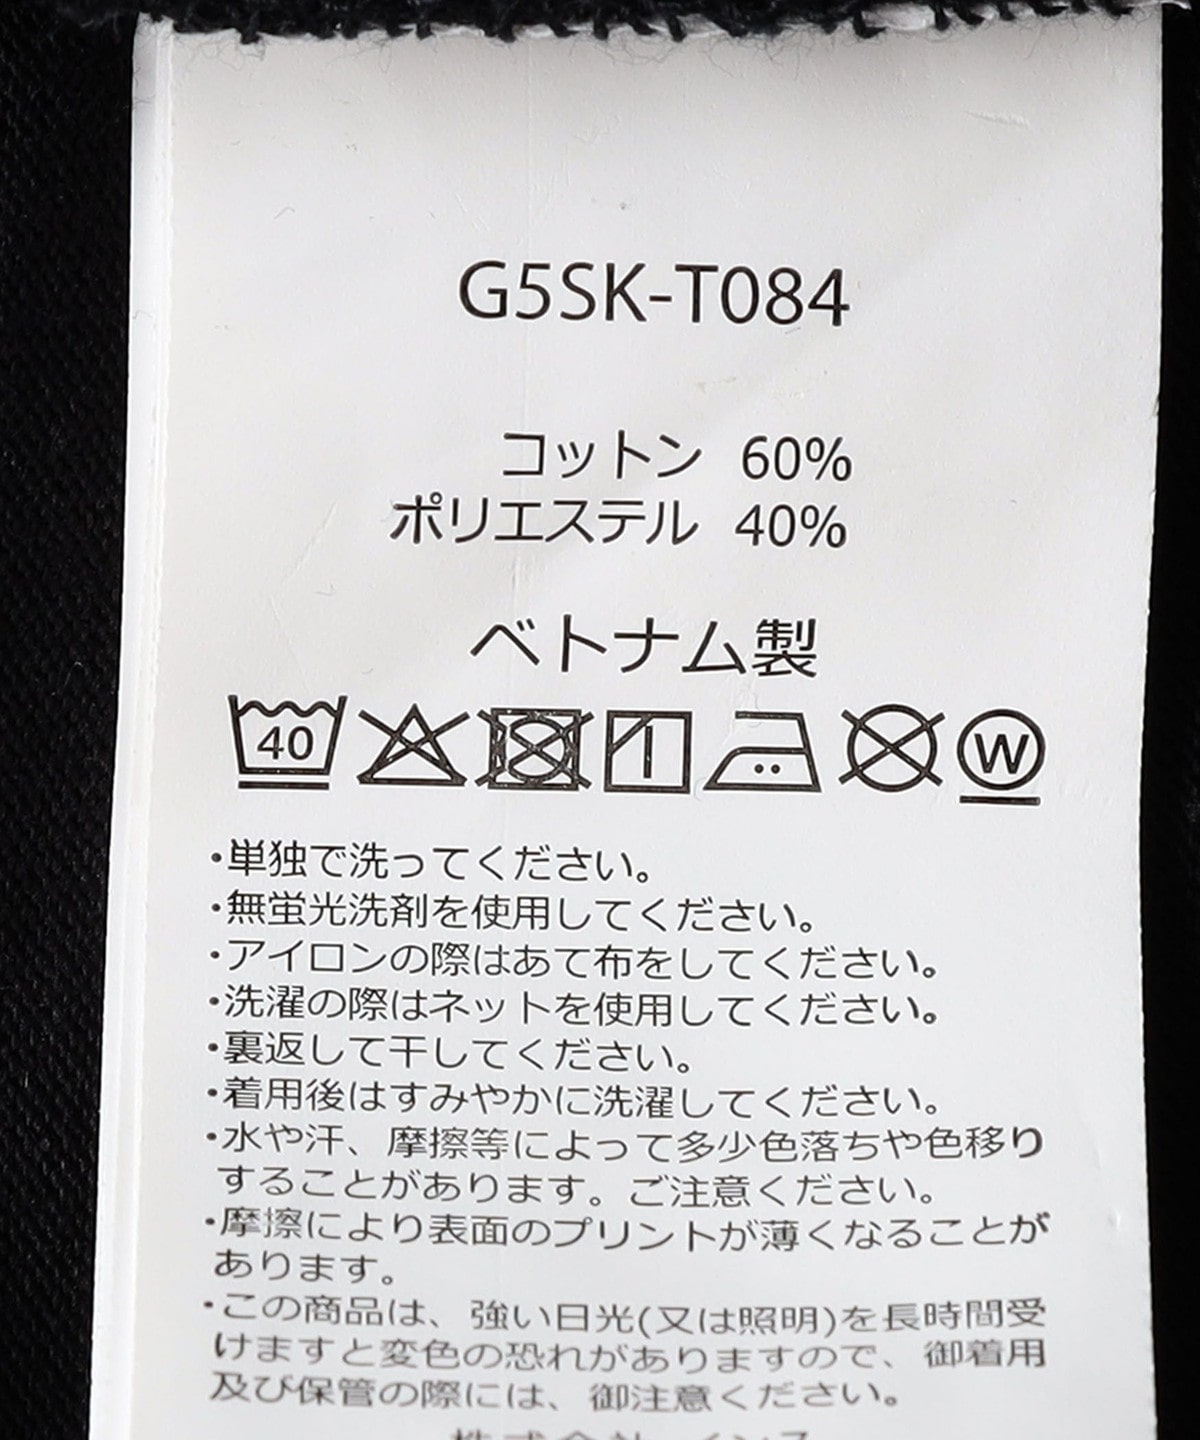 G5SK-T084
コットン 60%
ポリエステル 40%
ベトナム製
40
W
・単独で洗ってください。
・無蛍光洗剤を使用してください。
・アイロンの際はあて布をしてください。
・洗濯の際はネットを使用してください。
・裏返して干してください。
・着用後はすみやかに洗濯してください。
・水や汗、摩擦等によって多少色落ちや色移り
することがあります。ご注意ください。
・摩擦により表面のプリントが薄くなることが
あります。
・この商品は、強い日光(又は照明)を長時間受
けますと変色の恐れがありますので、御着用
及び保管の際には、御注意ください。